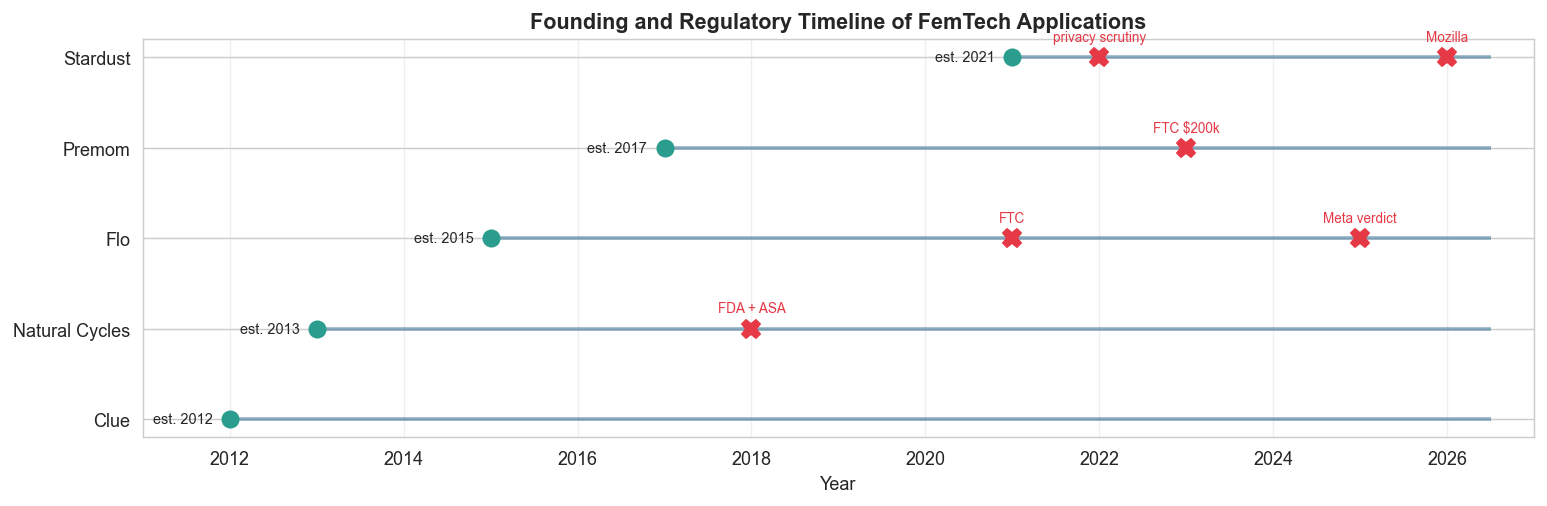 Founding and Regulatory Timeline of FemTech Applications
privacy scrutiny
Mozilla
Stardust
est. 2021
FTC $200k
Premom
est. 2017
FTC
Meta verdict
Flo
est. 2015
FDA + ASA
Natural Cycles
est. 2013
Clue
est. 2012
2012 2014 2016 2018 2020 2022 2024 2026
Year